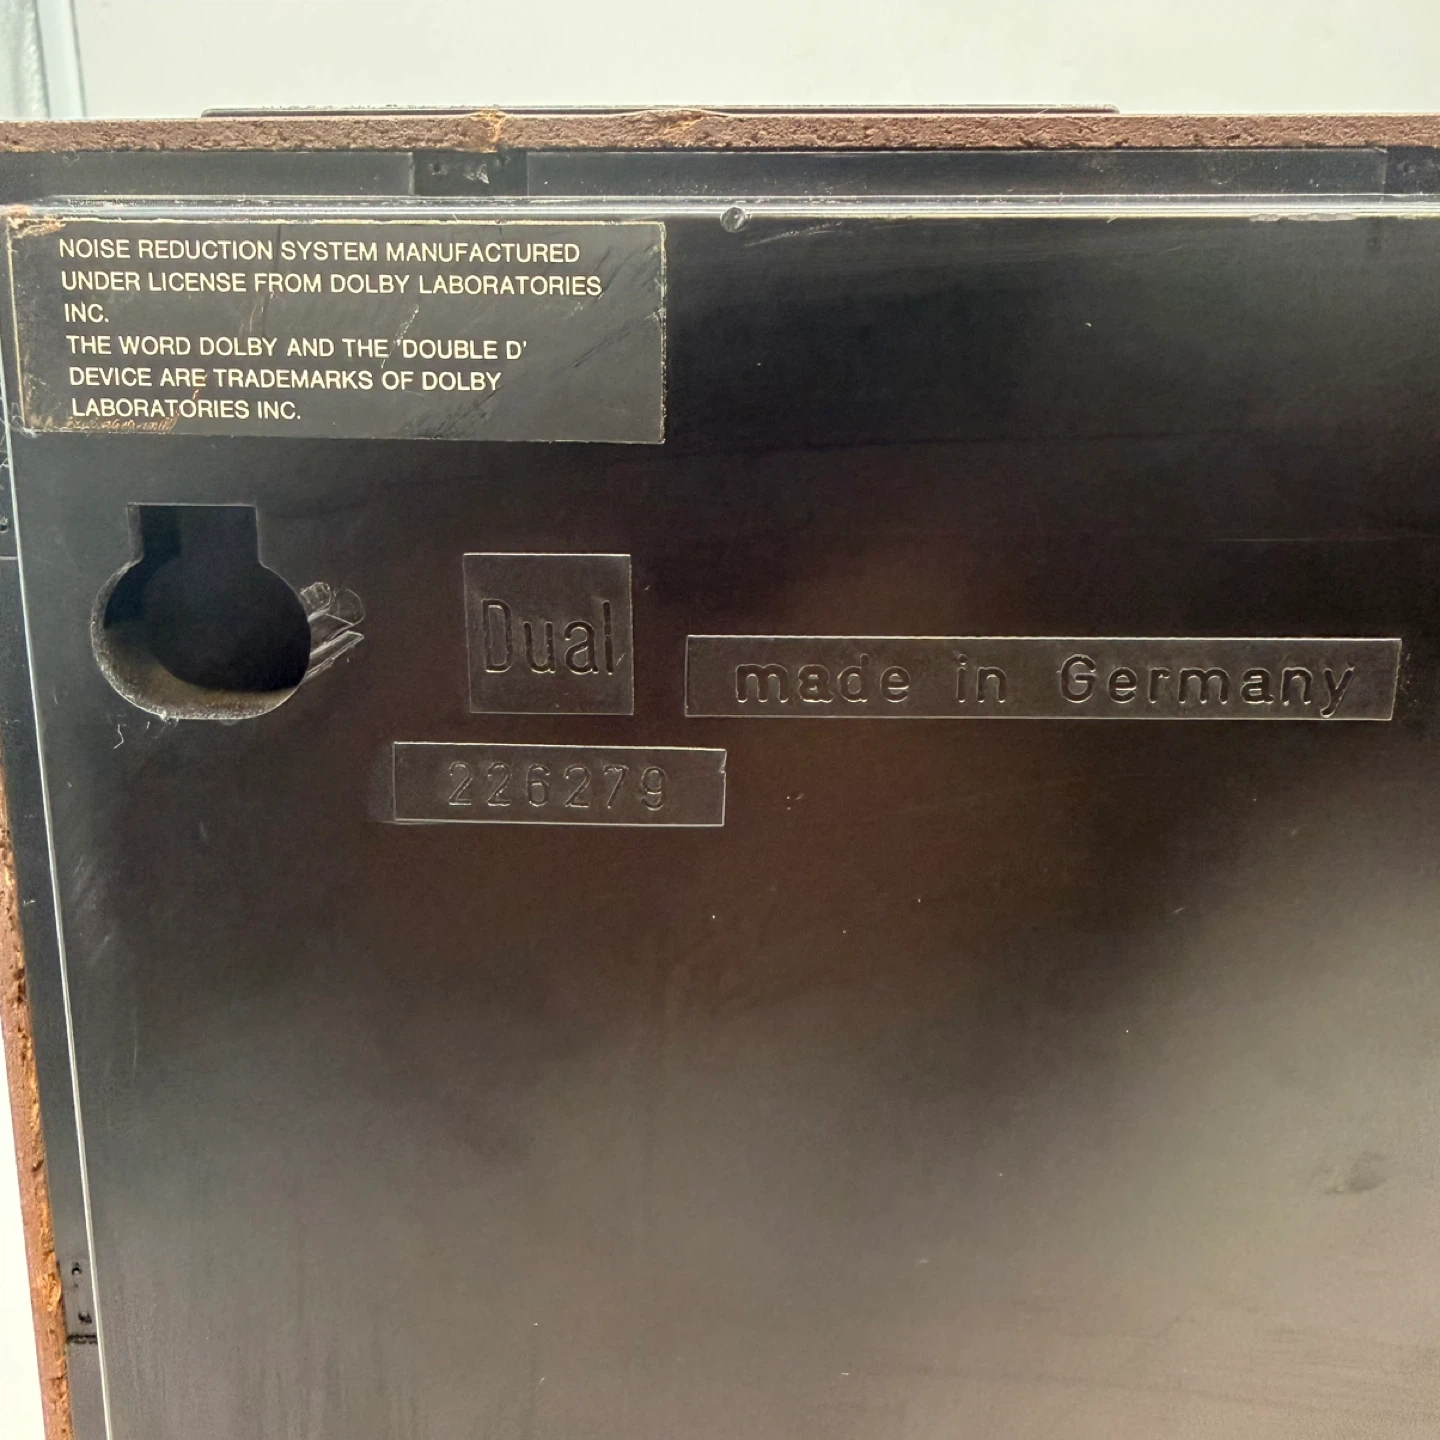 NOISE REDUCTION SYSTEM MANUFACTURED
UNDER LICENSE FROM DOLBY LABORATORIES
INC.
THE WORD DOLBY AND THE 'DOUBLE D'
DEVICE ARE TRADEMARKS OF DOLBY
LABORATORIES INC.
Dual
made in Germany
226279